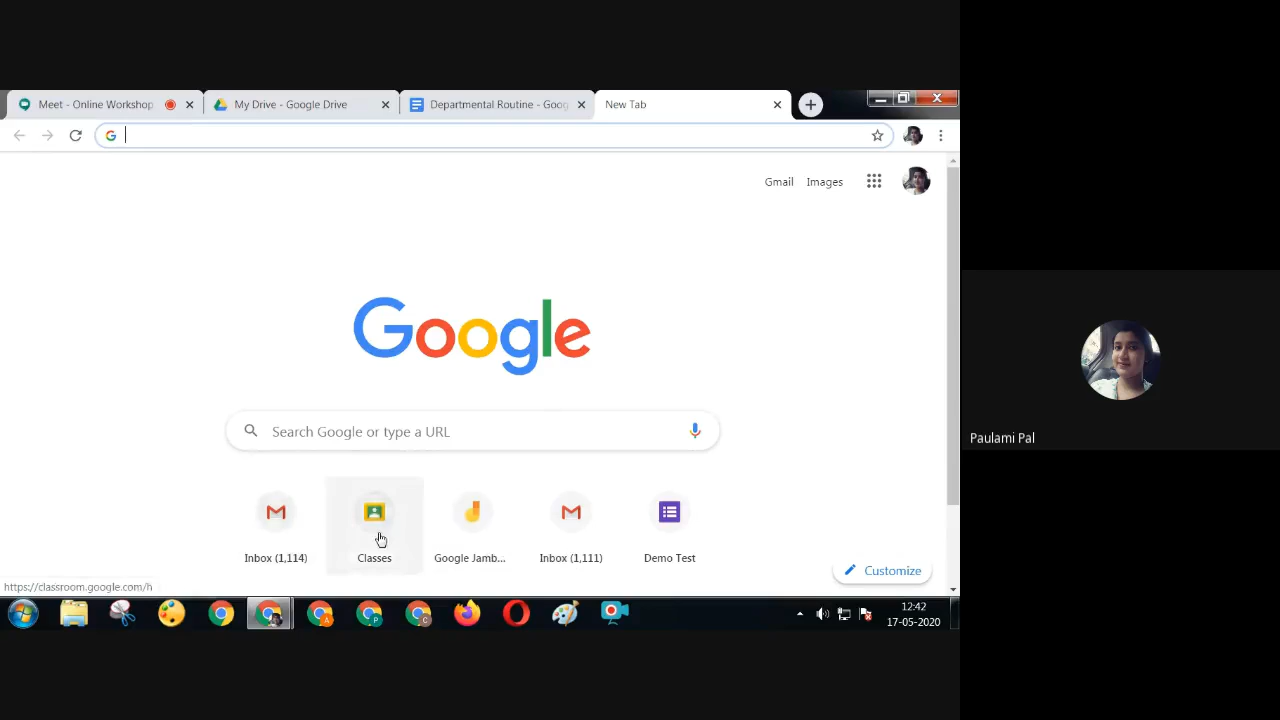 Meet - Online Workshop
My Drive - Google Drive
Departmental Routine - Goog
New Tab
Gmail
Images
Google
Search Google or type a URL
Inbox (1,114)
Classes
Google Jamb...
Inbox (1,111)
Demo Test
Customize
https://classroom.google.com/h
12:42
17-05-2020
Paulami Pal